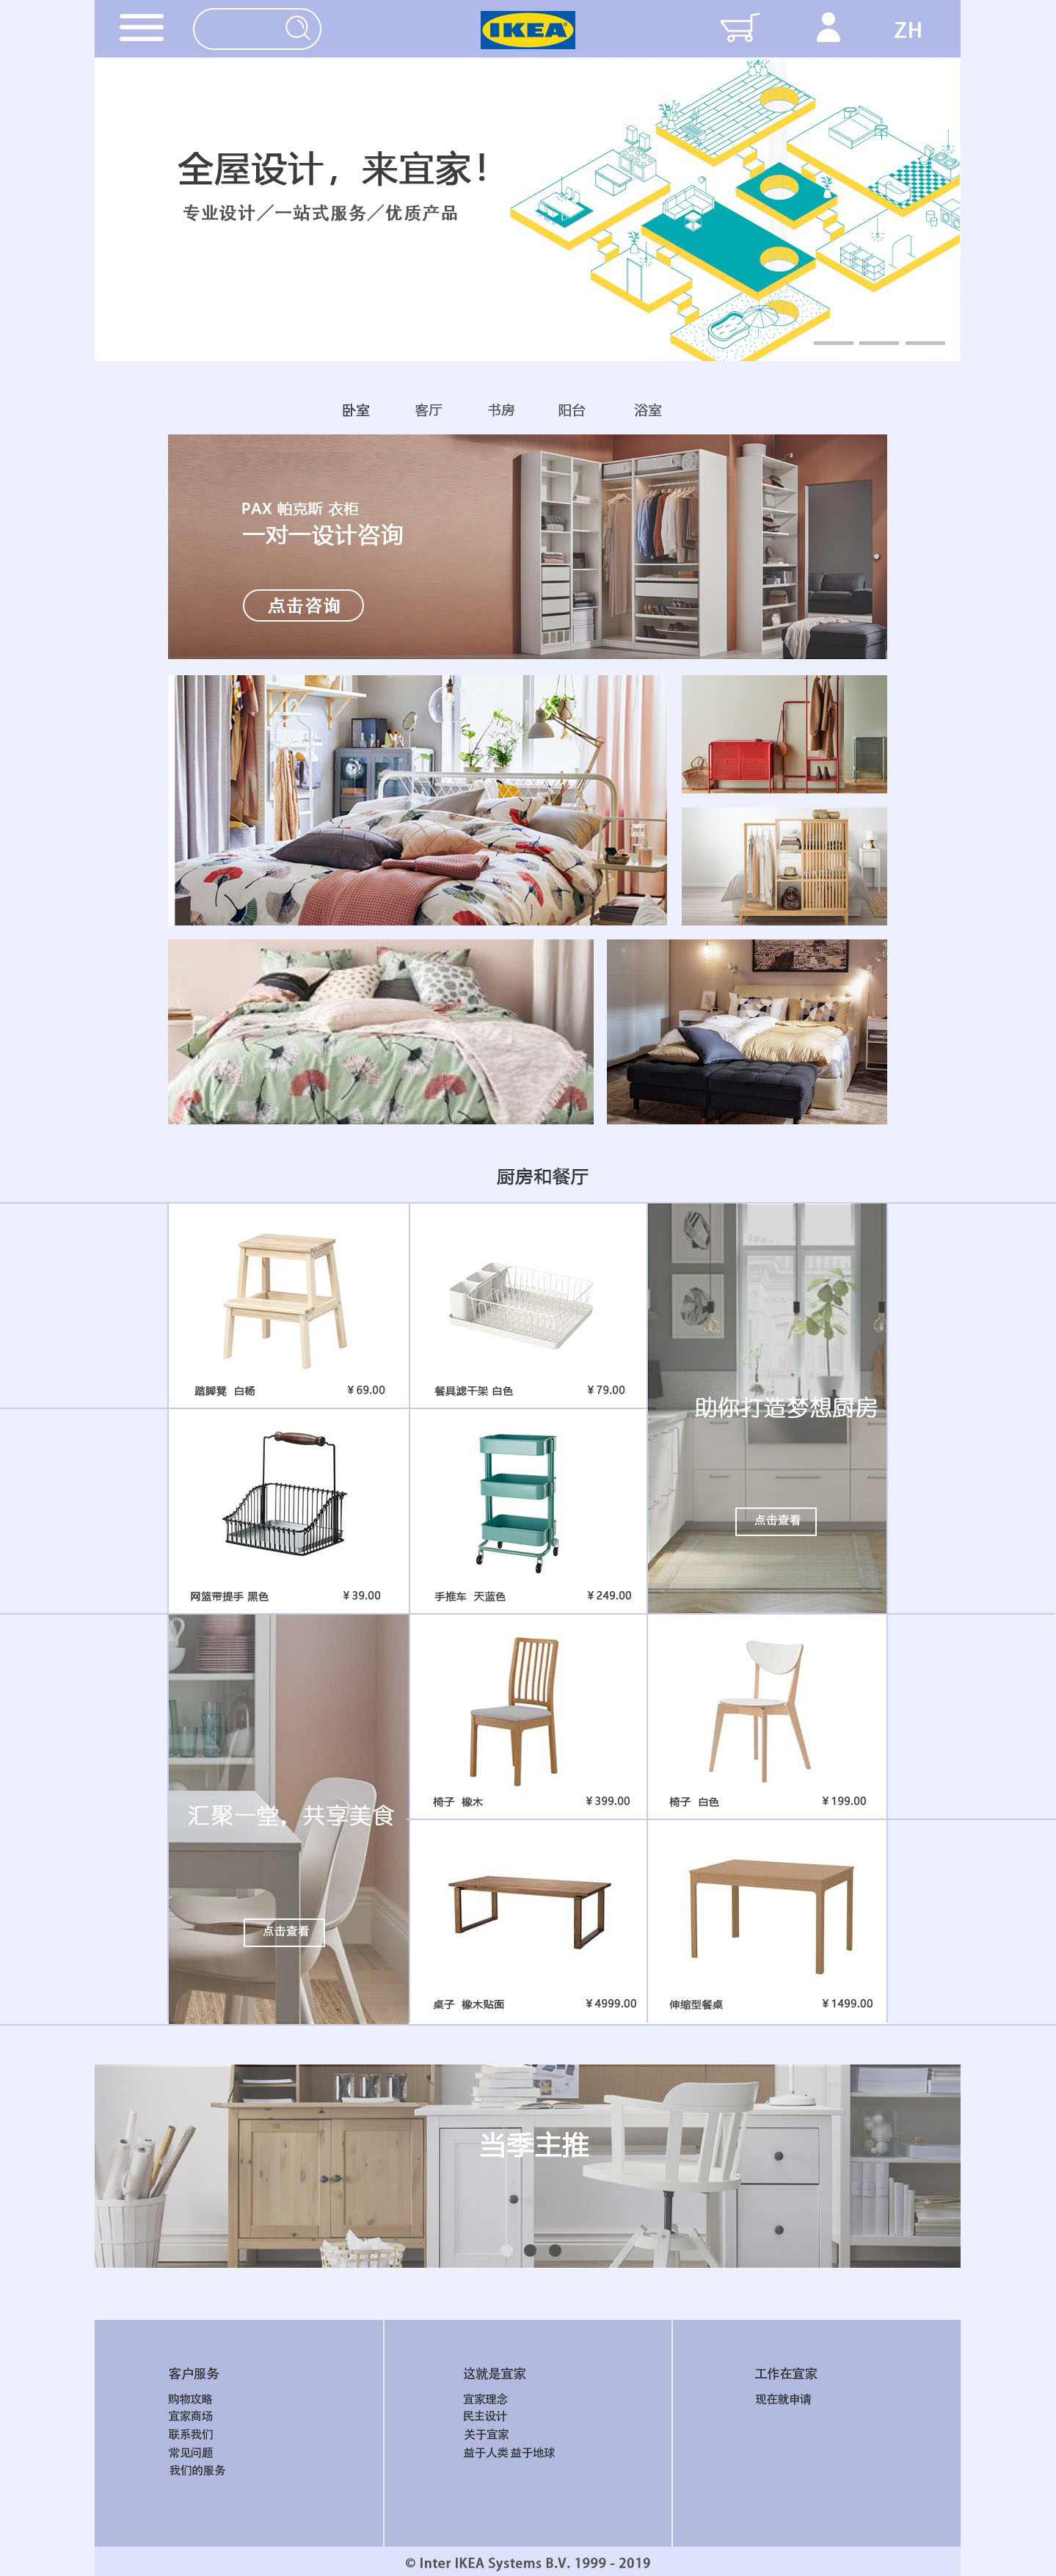 IKEA
ZH
全屋设计，来宜家！
专业设计／一站式服务／优质产品
卧室 客厅 书房 阳台 浴室
PAX 帕克斯 衣柜
一对一设计咨询
点击咨询
厨房和餐厅
踏脚凳 白杨 ¥ 69.00
餐具滤干架 白色 ¥ 79.00
助你打造梦想厨房
点击查看
网篮带提手 黑色 ¥ 39.00
手推车 天蓝色 ¥ 249.00
汇聚一堂，共享美食
点击查看
椅子 橡木 ¥ 399.00
椅子 白色 ¥ 199.00
桌子 橡木贴面 ¥ 4999.00
伸缩型餐桌 ¥ 1499.00
当季主推
客户服务
购物攻略
宜家商场
联系我们
常见问题
我们的服务
这就是宜家
宜家理念
民主设计
关于宜家
益于人类 益于地球
工作在宜家
现在就申请
© Inter IKEA Systems B.V. 1999 - 2019